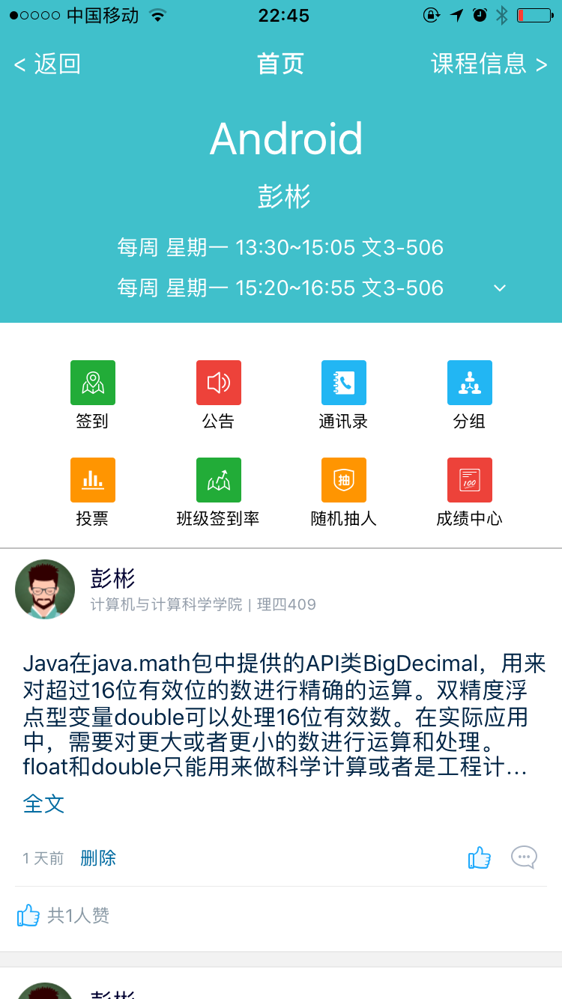 中国移动 22:45
< 返回 首页 课程信息 >
Android
彭彬
每周 星期一 13:30~15:05 文3-506
每周 星期一 15:20~16:55 文3-506
签到 公告 通讯录 分组
抽 100
投票 班级签到率 随机抽人 成绩中心
彭彬
计算机与计算科学学院 | 理四409
Java在java.math包中提供的API类BigDecimal，用来
对超过16位有效位的数进行精确的运算。双精度浮
点型变量double可以处理16位有效数。在实际应用
中，需要对更大或者更小的数进行运算和处理。
float和double只能用来做科学计算或者是工程计…
全文
1 天前 删除
共1人赞
彭彬